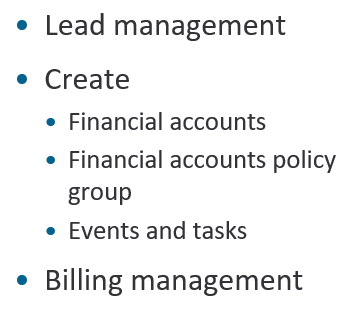 • Lead management
• Create
• Financial accounts
• Financial accounts policy
group
• Events and tasks
• Billing management